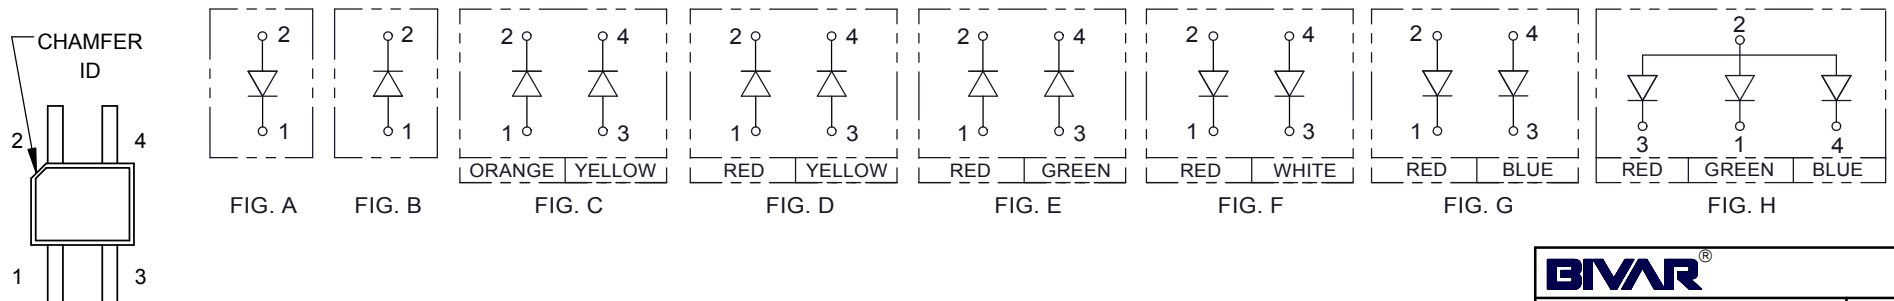 CHAMFER
ID
2 4
1 3
2
1
FIG. A
2
1
FIG. B
2 4
1 3
ORANGE YELLOW
FIG. C
2 4
1 3
RED YELLOW
FIG. D
2 4
1 3
RED GREEN
FIG. E
2 4
1 3
RED WHITE
FIG. F
2 4
1 3
RED BLUE
FIG. G
2
3 1 4
RED GREEN BLUE
FIG. H
BIVAR®